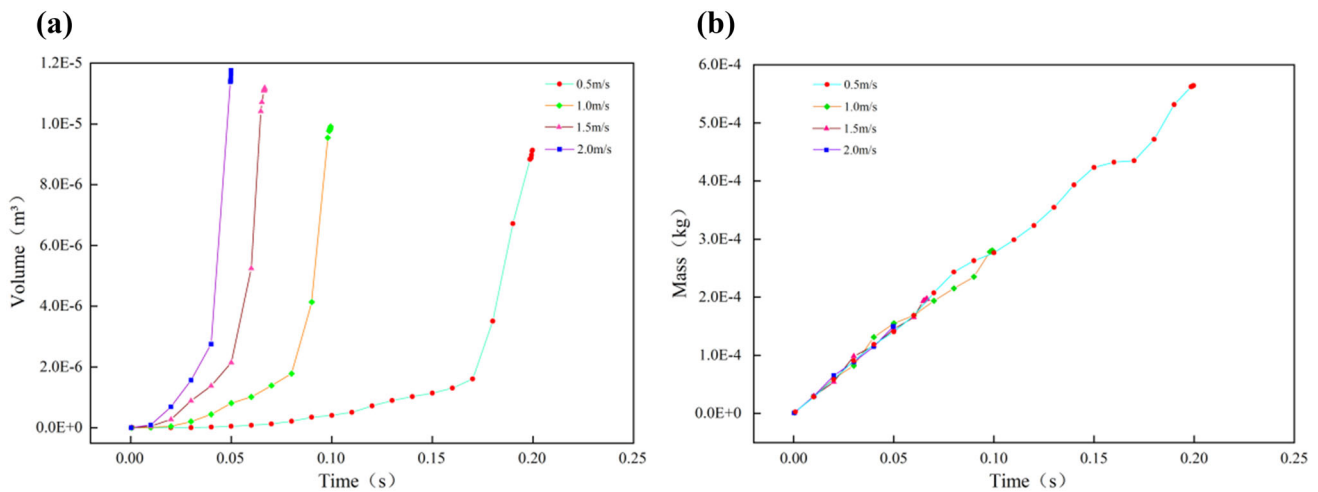 (a)
1.2E-5
1.0E-5
8.0E-6
6.0E-6
4.0E-6
2.0E-6
0.0E+0
Volume（m³）
0.00 0.05 0.10 0.15 0.20 0.25
Time（s）
0.5m/s
1.0m/s
1.5m/s
2.0m/s
(b)
6.0E-4
5.0E-4
4.0E-4
3.0E-4
2.0E-4
1.0E-4
0.0E+0
Mass（kg）
0.00 0.05 0.10 0.15 0.20 0.25
Time（s）
0.5m/s
1.0m/s
1.5m/s
2.0m/s